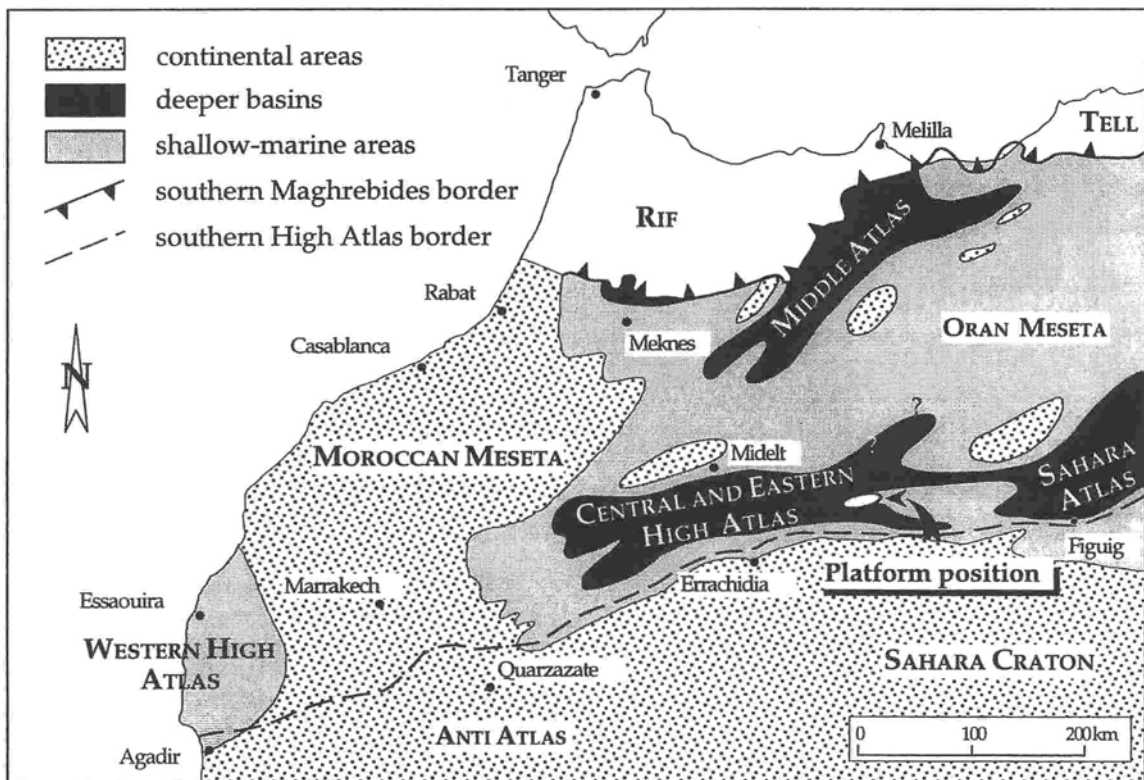 continental areas
deeper basins
shallow-marine areas
southern Maghrebides border
southern High Atlas border
Tanger
Melilla
TELL
RIF
MIDDLE ATLAS
Rabat
Meknes
ORAN MESETA
Casablanca
N
?
?
MOROCCAN MESETA
Midelt
SAHARA
ATLAS
CENTRAL AND EASTERN
HIGH ATLAS
Figuig
Errachidia
Platform position
Marrakech
Essaouira
WESTERN HIGH
ATLAS
Quarzazate
SAHARA CRATON
ANTI ATLAS
Agadir
0 100 200 km